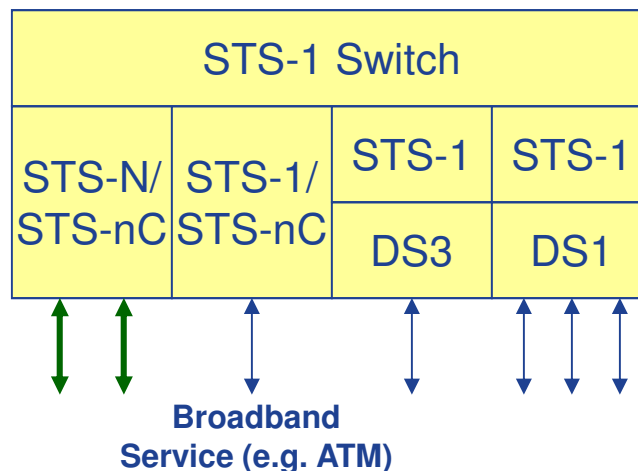 STS-1 Switch
STS-N/
STS-nC
STS-1/
STS-nC
STS-1
DS3
STS-1
DS1
Broadband
Service (e.g. ATM)